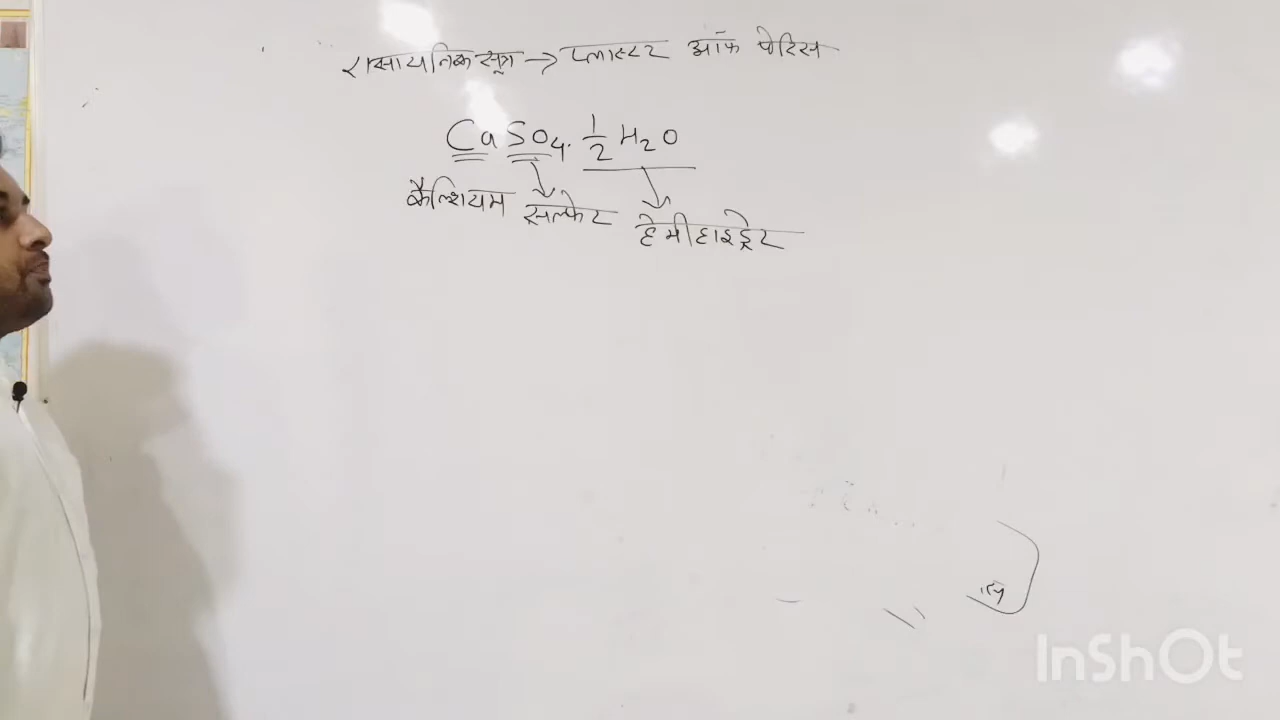 रासायनिक सूत्र → प्लास्टर ऑफ पेरिस
CaSO₄·½H₂O
कैल्शियम सल्फेट हेमीहाइड्रेट
InShOt